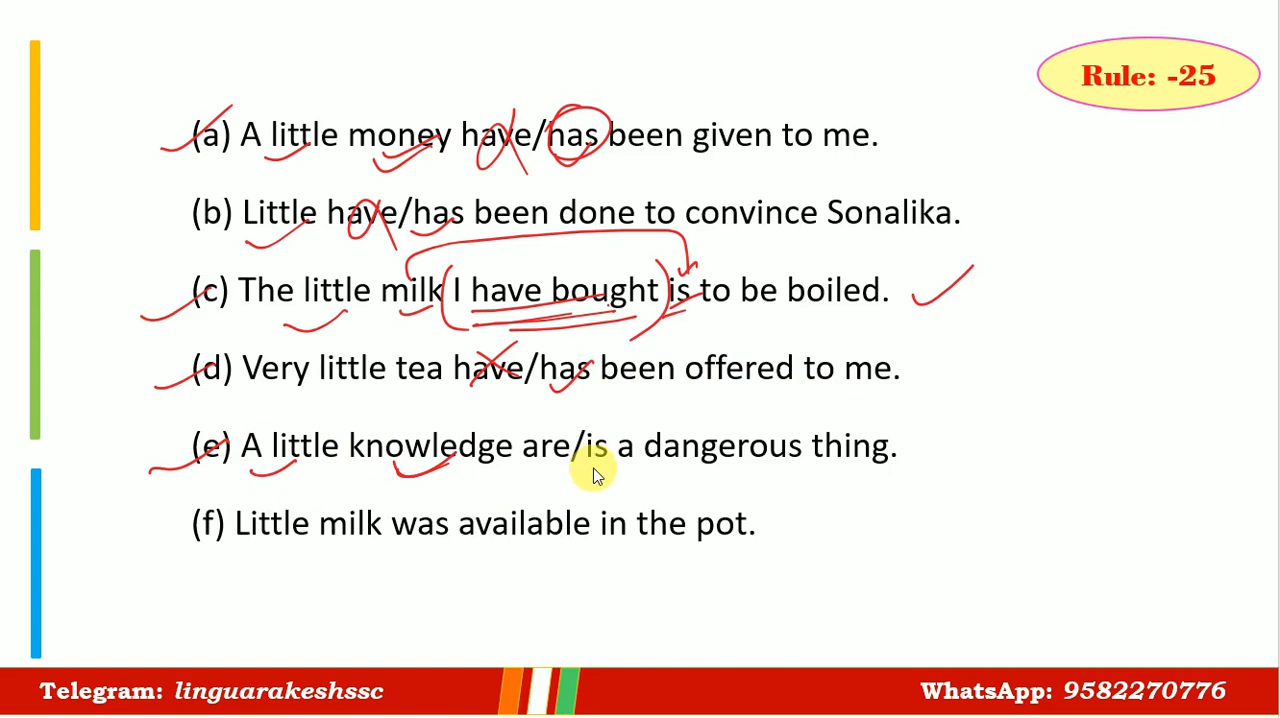 Rule: -25
(a) A little money have/has been given to me.
(b) Little have/has been done to convince Sonalika.
(c) The little milk I have bought is to be boiled.
(d) Very little tea have/has been offered to me.
(e) A little knowledge are/is a dangerous thing.
(f) Little milk was available in the pot.
Telegram: linguarakeshssc
WhatsApp: 9582270776